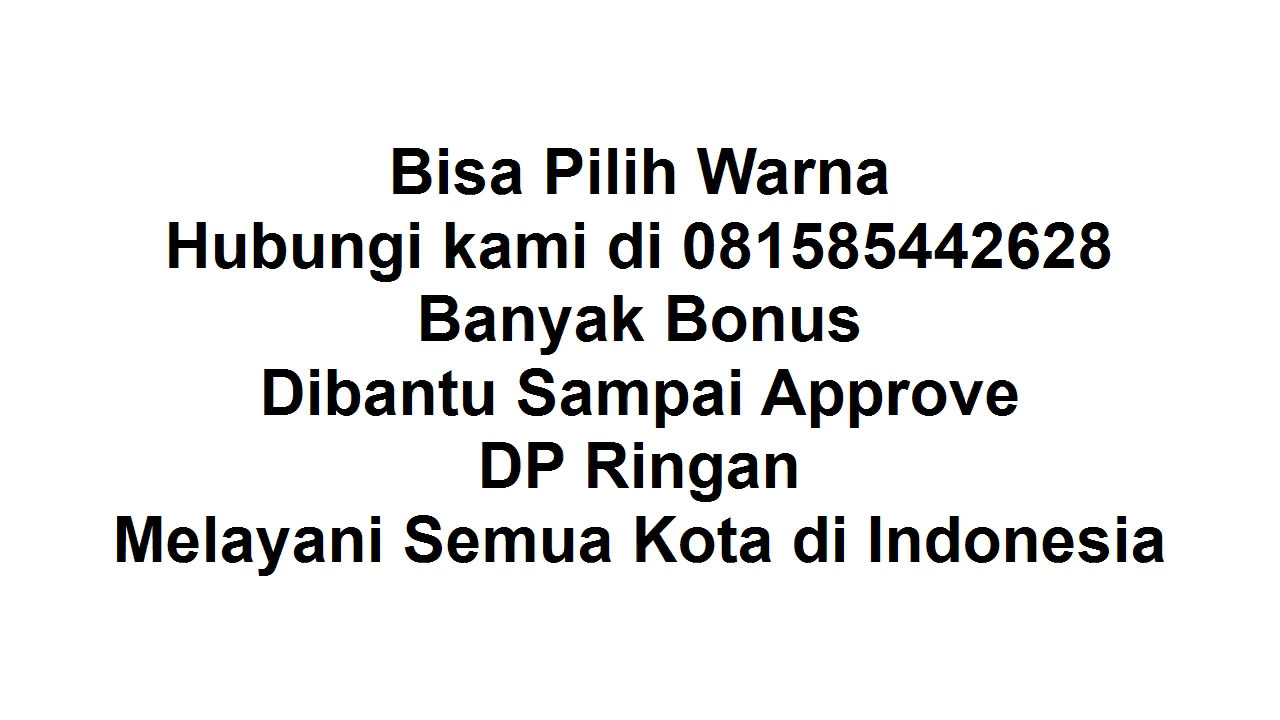 Bisa Pilih Warna
Hubungi kami di 081585442628
Banyak Bonus
Dibantu Sampai Approve
DP Ringan
Melayani Semua Kota di Indonesia